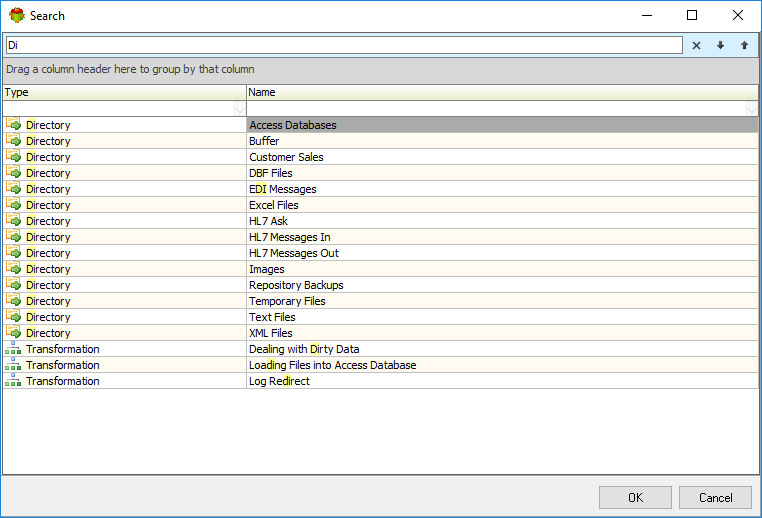 Search
Di
Drag a column header here to group by that column
Type Name
Directory Access Databases
Directory Buffer
Directory Customer Sales
Directory DBF Files
Directory EDI Messages
Directory Excel Files
Directory HL7 Ask
Directory HL7 Messages In
Directory HL7 Messages Out
Directory Images
Directory Repository Backups
Directory Temporary Files
Directory Text Files
Directory XML Files
Transformation Dealing with Dirty Data
Transformation Loading Files into Access Database
Transformation Log Redirect
OK Cancel